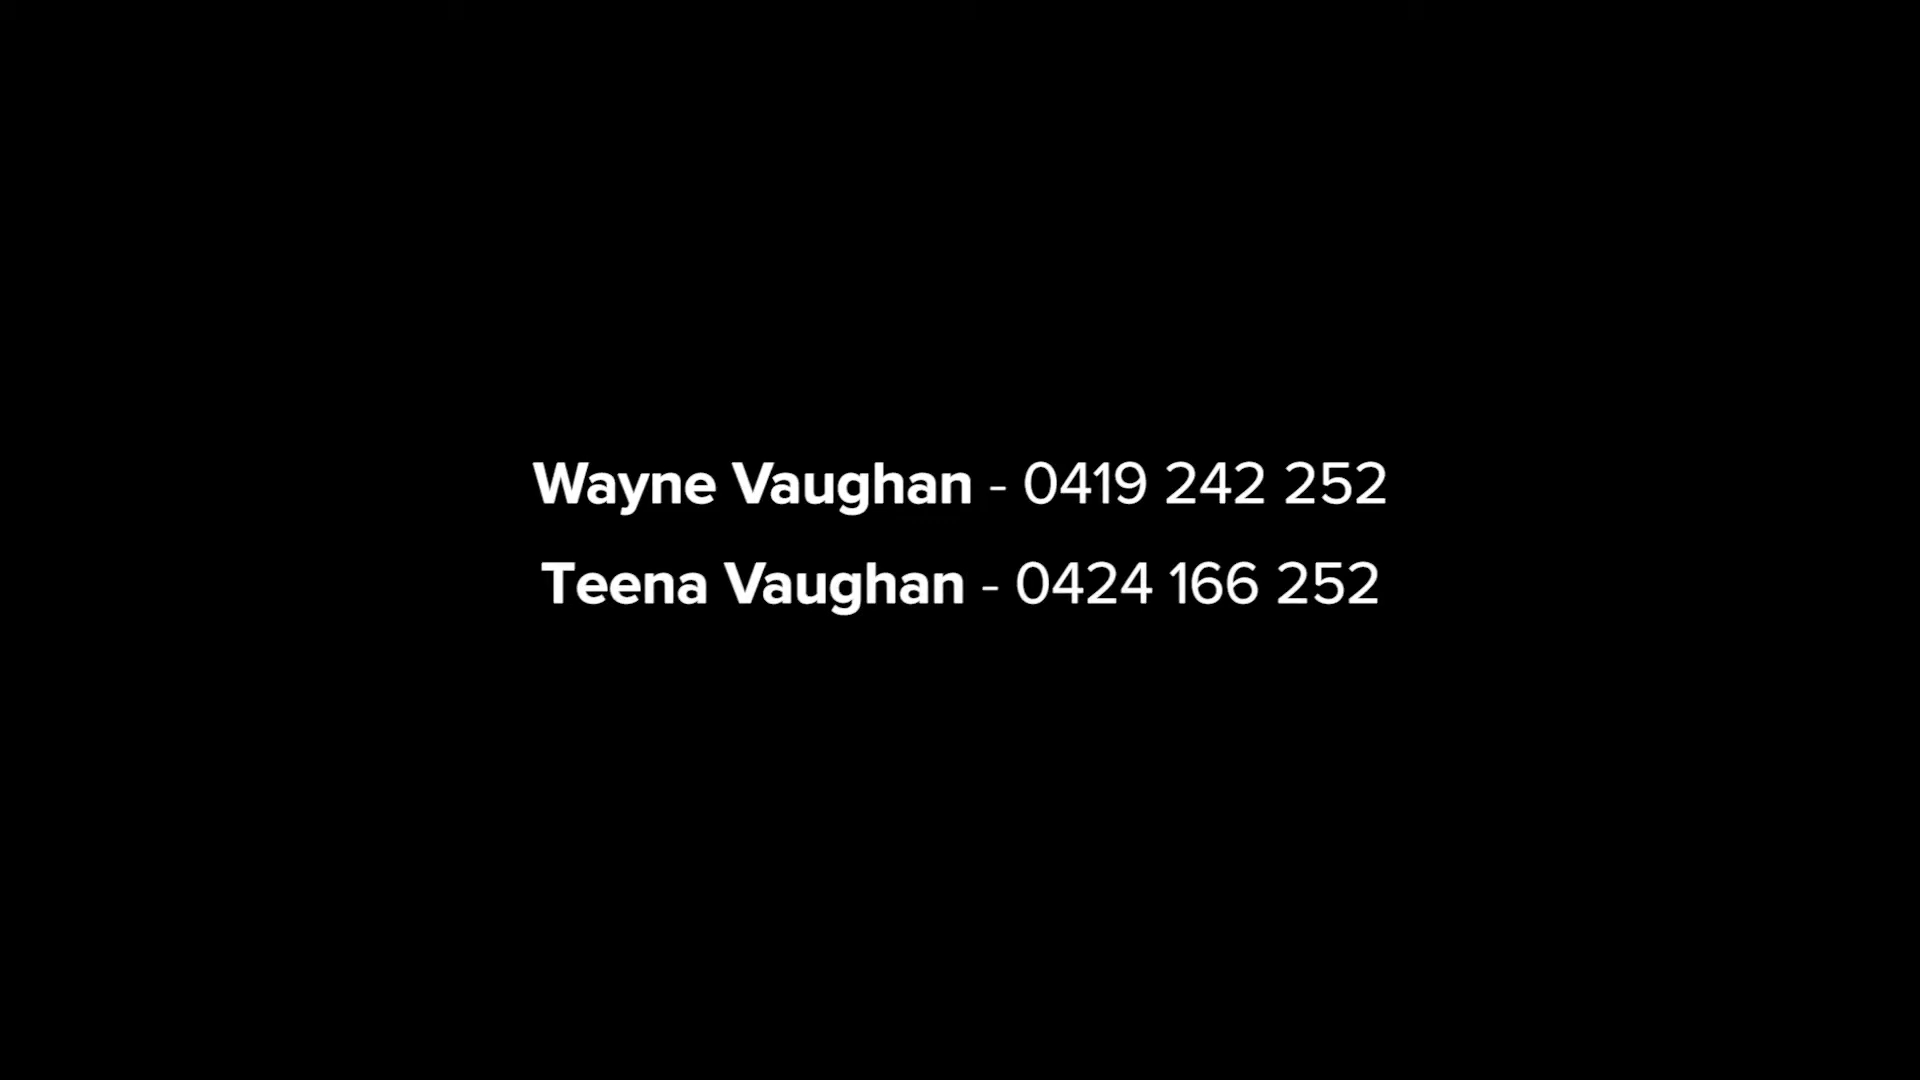 Wayne Vaughan - 0419 242 252
Teena Vaughan - 0424 166 252